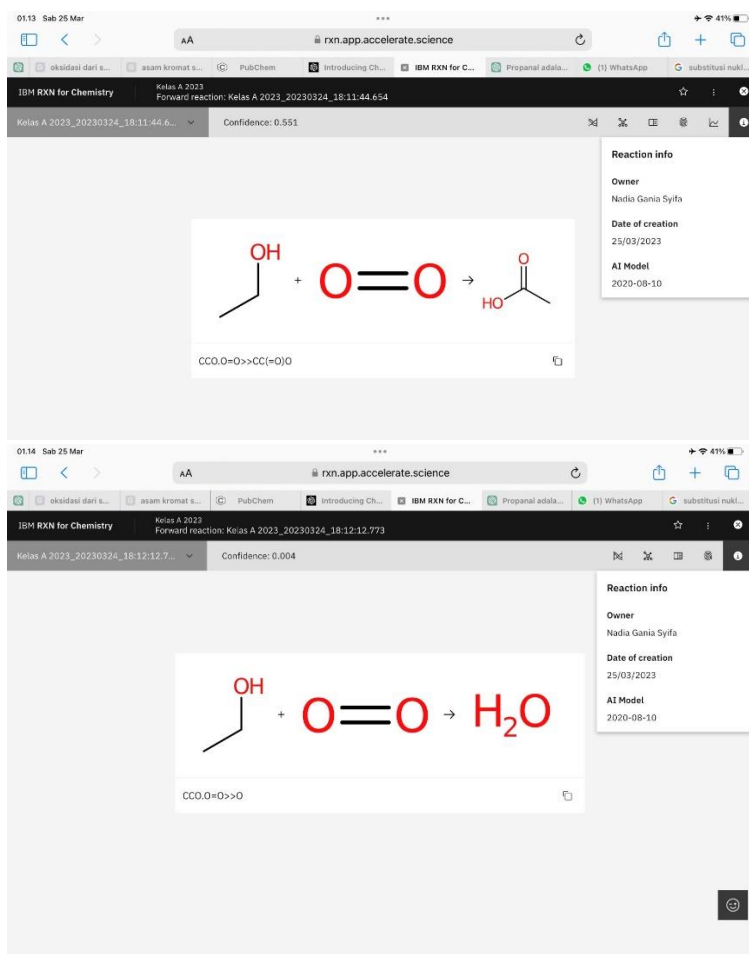 01.13 Sab 25 Mar
41%
AA
rxn.app.accelerate.science
oksidasi dari s...
asam kromat s...
PubChem
Introducing Ch...
IBM RXN for C...
Propanal adala...
(1) WhatsApp
substitusi nukl...
IBM RXN for Chemistry
Kelas A 2023
Forward reaction: Kelas A 2023_20230324_18:11:44.654
Kelas A 2023_20230324_18:11:44.6...
Confidence: 0.551
Reaction info
Owner
Nadia Gania Syifa
Date of creation
25/03/2023
AI Model
2020-08-10
OH
+ O O →
O
HO
CCO.O=O>>CC(=O)O
01.14 Sab 25 Mar
41%
AA
rxn.app.accelerate.science
oksidasi dari s...
asam kromat s...
PubChem
Introducing Ch...
IBM RXN for C...
Propanal adala...
(1) WhatsApp
substitusi nukl...
IBM RXN for Chemistry
Kelas A 2023
Forward reaction: Kelas A 2023_20230324_18:12:12.773
Kelas A 2023_20230324_18:12:12.7...
Confidence: 0.004
Reaction info
Owner
Nadia Gania Syifa
Date of creation
25/03/2023
AI Model
2020-08-10
OH
+ O O → H₂O
CCO.O=O>>O